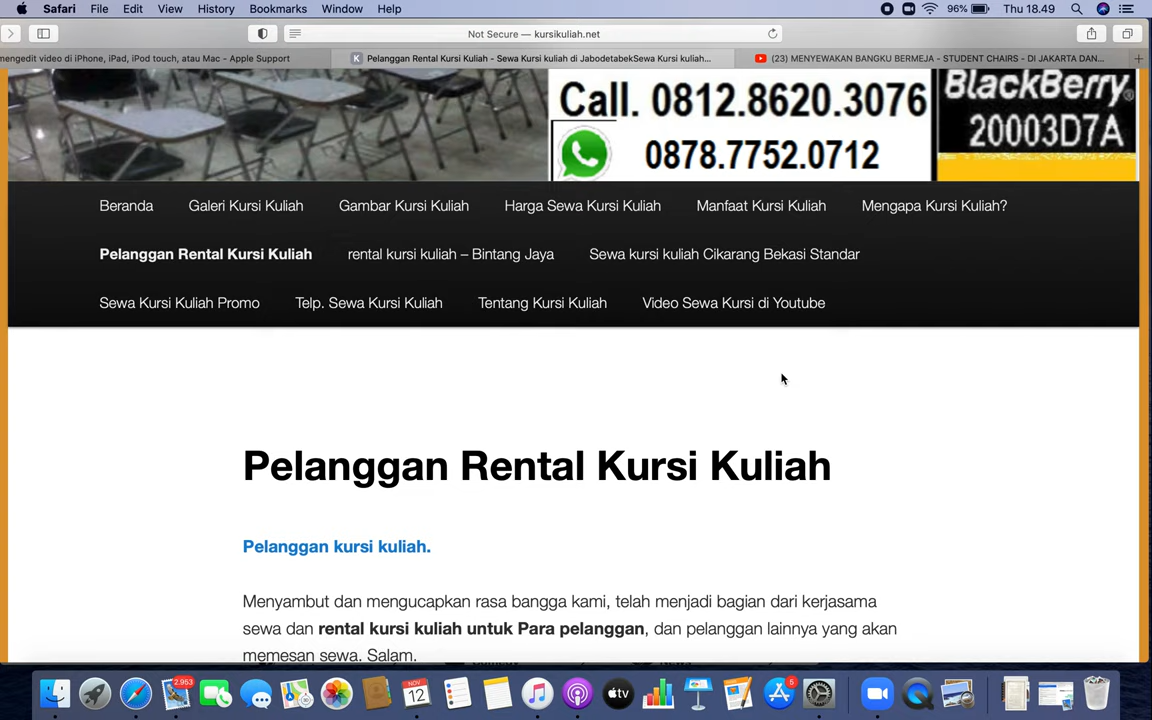 Safari File Edit View History Bookmarks Window Help 96% Thu 18.49
Not Secure — kursikuliah.net
mengedit video di iPhone, iPad, iPod touch, atau Mac - Apple Support
Pelanggan Rental Kursi Kuliah - Sewa Kursi kuliah di JabodetabekSewa Kursi kuliah...
(23) MENYEWAKAN BANGKU BERMEJA - STUDENT CHAIRS - DI JAKARTA DAN...
Call. 0812.8620.3076
0878.7752.0712
BlackBerry®
20003D7A
Beranda Galeri Kursi Kuliah Gambar Kursi Kuliah Harga Sewa Kursi Kuliah Manfaat Kursi Kuliah Mengapa Kursi Kuliah?
Pelanggan Rental Kursi Kuliah rental kursi kuliah – Bintang Jaya Sewa kursi kuliah Cikarang Bekasi Standar
Sewa Kursi Kuliah Promo Telp. Sewa Kursi Kuliah Tentang Kursi Kuliah Video Sewa Kursi di Youtube
Pelanggan Rental Kursi Kuliah
Pelanggan kursi kuliah.
Menyambut dan mengucapkan rasa bangga kami, telah menjadi bagian dari kerjasama
sewa dan rental kursi kuliah untuk Para pelanggan, dan pelanggan lainnya yang akan
memesan sewa. Salam.
2,953
NOV
12
tv
5